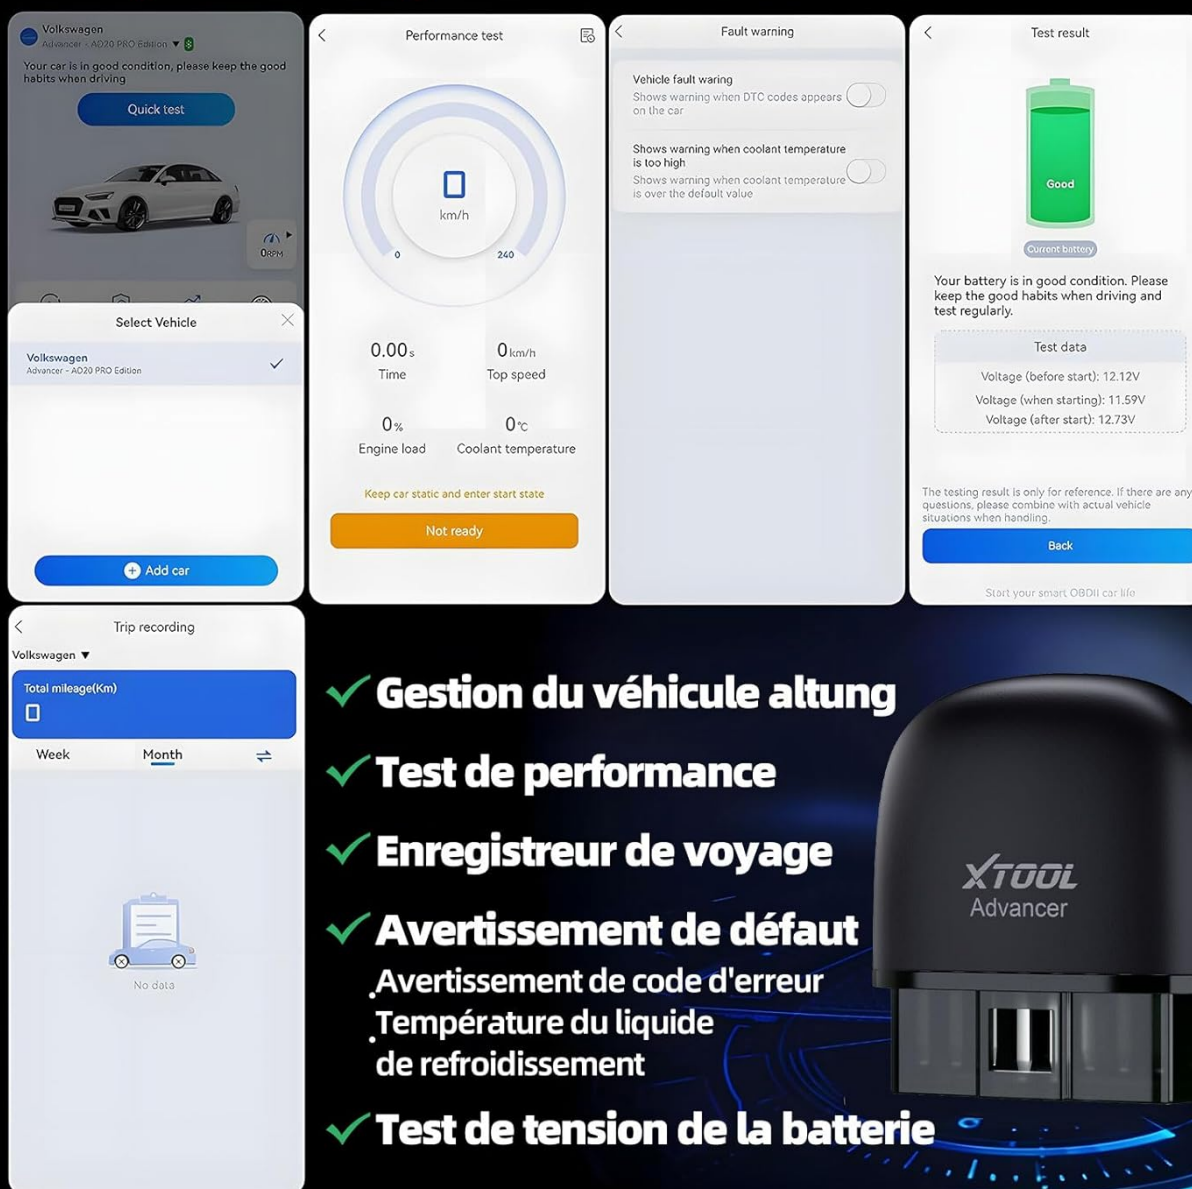 Volkswagen
Advancer - AD20 PRO Edition ▼
Your car is in good condition, please keep the good
habits when driving
Quick test
0RPM
Select Vehicle
Volkswagen
Advancer - AD20 PRO Edition
Add car
Performance test
0
km/h
0
240
0.00s
0km/h
Time
Top speed
0%
0°C
Engine load
Coolant temperature
Keep car static and enter start state
Not ready
Fault warning
Vehicle fault waring
Shows warning when DTC codes appears
on the car
Shows warning when coolant temperature
is too high
Shows warning when coolant temperature
is over the default value
Test result
Good
Current battery
Your battery is in good condition. Please
keep the good habits when driving and
test regularly.
Test data
Voltage (before start): 12.12V
Voltage (when starting): 11.59V
Voltage (after start): 12.73V
The testing result is only for reference. If there are any
questions, please combine with actual vehicle
situations when handling.
Back
Start your smart OBDII car life
Trip recording
Volkswagen ▼
Total mileage(Km)
0
Week
Month
No data
Gestion du véhicule altung
Test de performance
Enregistreur de voyage
Avertissement de défaut
.Avertissement de code d'erreur
.Température du liquide
de refroidissement
Test de tension de la batterie
XTOOL
Advancer